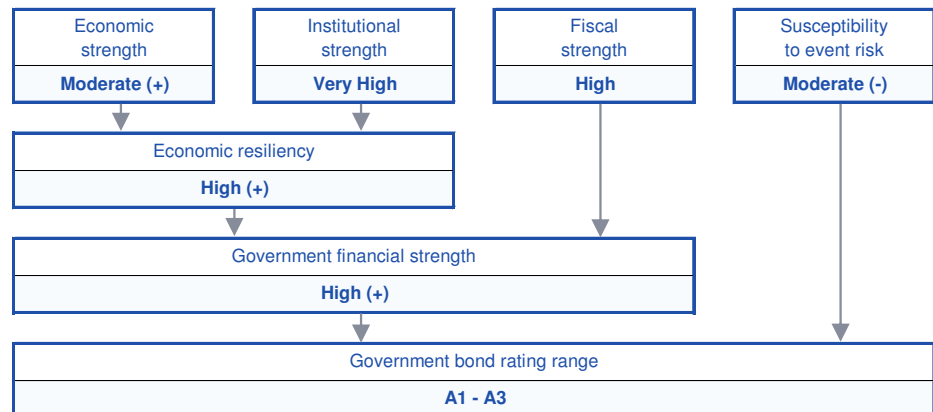 Economic
strength
Moderate (+)
Institutional
strength
Very High
Fiscal
strength
High
Susceptibility
to event risk
Moderate (-)
Economic resiliency
High (+)
Government financial strength
High (+)
Government bond rating range
A1 - A3